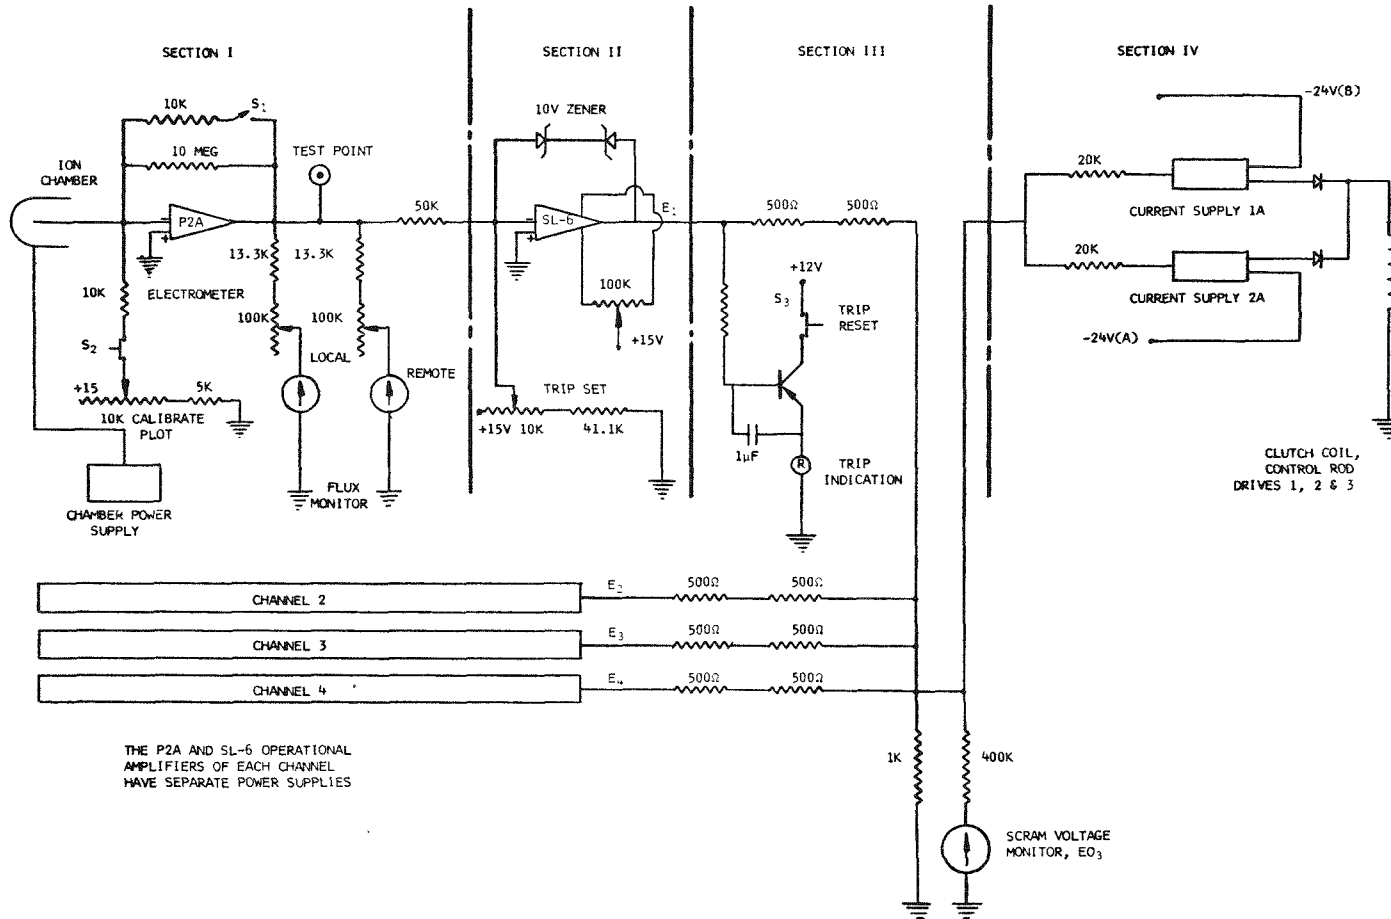 SECTION I
SECTION II
SECTION III
SECTION IV
-24V(B)
10K
S₁
10V ZENER
10 MEG
TEST POINT
ION
CHAMBER
20K
P2A
50K
SL-6
E₁
500Ω
500Ω
CURRENT SUPPLY 1A
13.3K
13.3K
20K
+12V
10K
ELECTROMETER
100K
S₃
TRIP
RESET
CURRENT SUPPLY 2A
100K
100K
S₂
+15V
-24V(A)
LOCAL
REMOTE
+15
5K
TRIP SET
10K CALIBRATE
PLOT
+15V 10K
41.1K
1µF
R
TRIP
INDICATION
CLUTCH COIL,
CONTROL ROD
DRIVES 1, 2 & 3
FLUX
MONITOR
CHAMBER POWER
SUPPLY
CHANNEL 2
E₂
500Ω
500Ω
CHANNEL 3
E₃
500Ω
500Ω
CHANNEL 4
E₄
500Ω
500Ω
THE P2A AND SL-6 OPERATIONAL
AMPLIFIERS OF EACH CHANNEL
HAVE SEPARATE POWER SUPPLIES
1K
400K
SCRAM VOLTAGE
MONITOR, EO₃